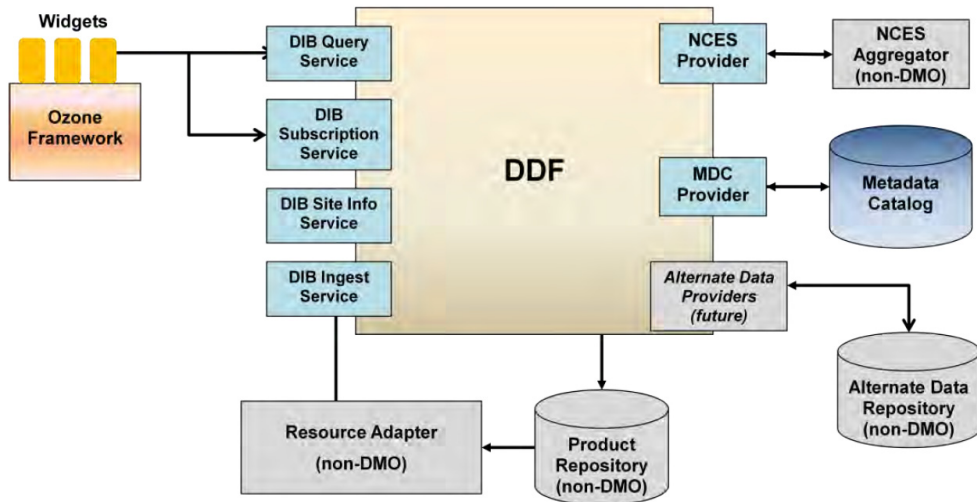 Widgets
Ozone
Framework
DIB Query
Service
DIB
Subscription
Service
DIB Site Info
Service
DIB Ingest
Service
DDF
NCES
Provider
NCES
Aggregator
(non-DMO)
MDC
Provider
Metadata
Catalog
Alternate Data
Providers
(future)
Alternate Data
Repository
(non-DMO)
Resource Adapter
(non-DMO)
Product
Repository
(non-DMO)